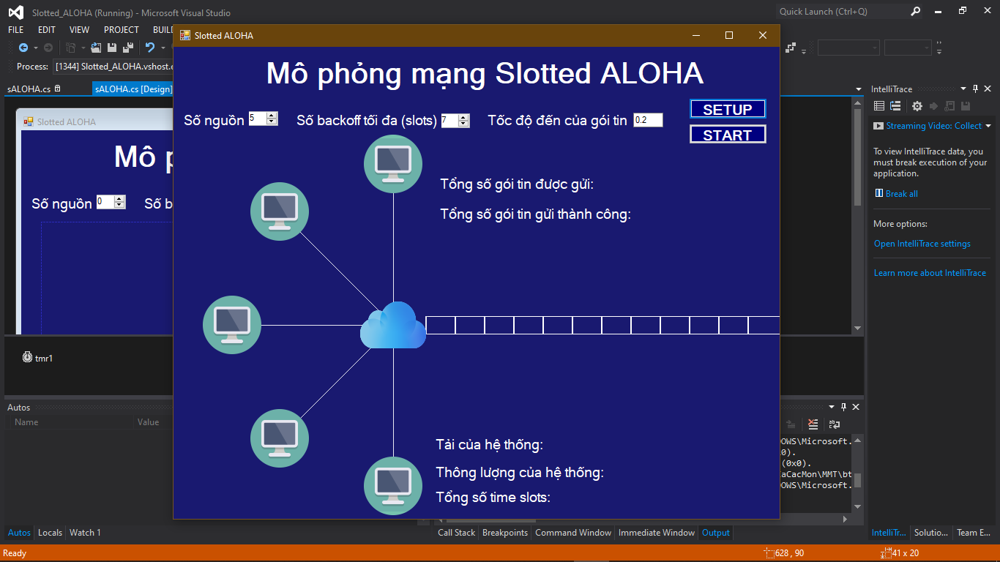 Slotted_ALOHA (Running) - Microsoft Visual Studio
Quick Launch (Ctrl+Q)
FILE EDIT VIEW PROJECT BUIL
Process: [1344] Slotted_ALOHA.vshost.e
sALOHA.cs
sALOHA.cs [Design]
Slotted ALOHA
Mô p
Số nguồn 0 Số b
tmr1
Slotted ALOHA
Mô phỏng mạng Slotted ALOHA
Số nguồn 5 Số backoff tối đa (slots) 7 Tốc độ đến của gói tin 0.2
SETUP
START
Tổng số gói tin được gửi:
Tổng số gói tin gửi thành công:
Tải của hệ thống:
Thông lượng của hệ thống:
Tổng số time slots:
IntelliTrace
Streaming Video: Collect
To view IntelliTrace data, you
must break execution of your
application.
Break all
More options:
Open IntelliTrace settings
Learn more about IntelliTrace
Autos
Name Value
OWS\Microsoft.
0).
(0x0).
aCacMon\MMT\bt
OWS\Microsoft.
Autos Locals Watch 1
Call Stack Breakpoints Command Window Immediate Window Output
IntelliTr... Solutio... Team E...
Ready
628 , 90
41 x 20